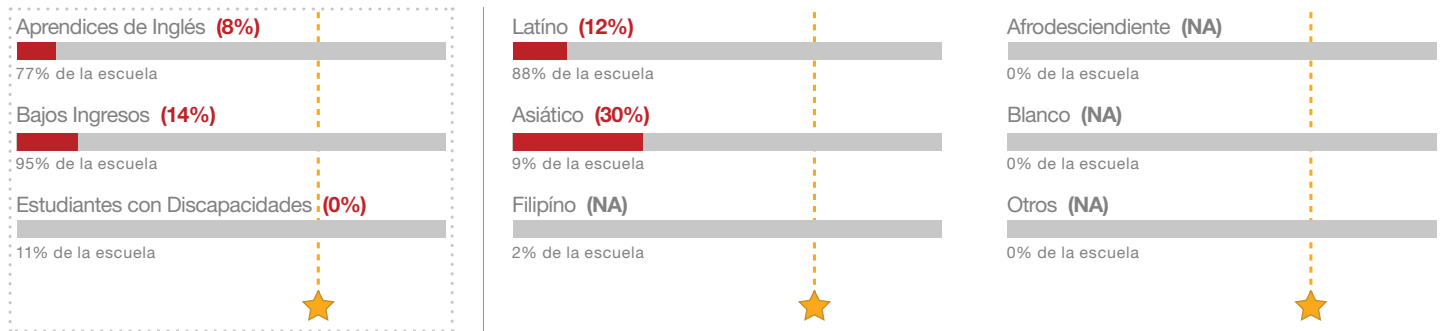 Aprendices de Inglés (8%)
77% de la escuela
Bajos Ingresos (14%)
95% de la escuela
Estudiantes con Discapacidades (0%)
11% de la escuela
Latíno (12%)
88% de la escuela
Asiático (30%)
9% de la escuela
Filipíno (NA)
2% de la escuela
Afrodesciendiente (NA)
0% de la escuela
Blanco (NA)
0% de la escuela
Otros (NA)
0% de la escuela